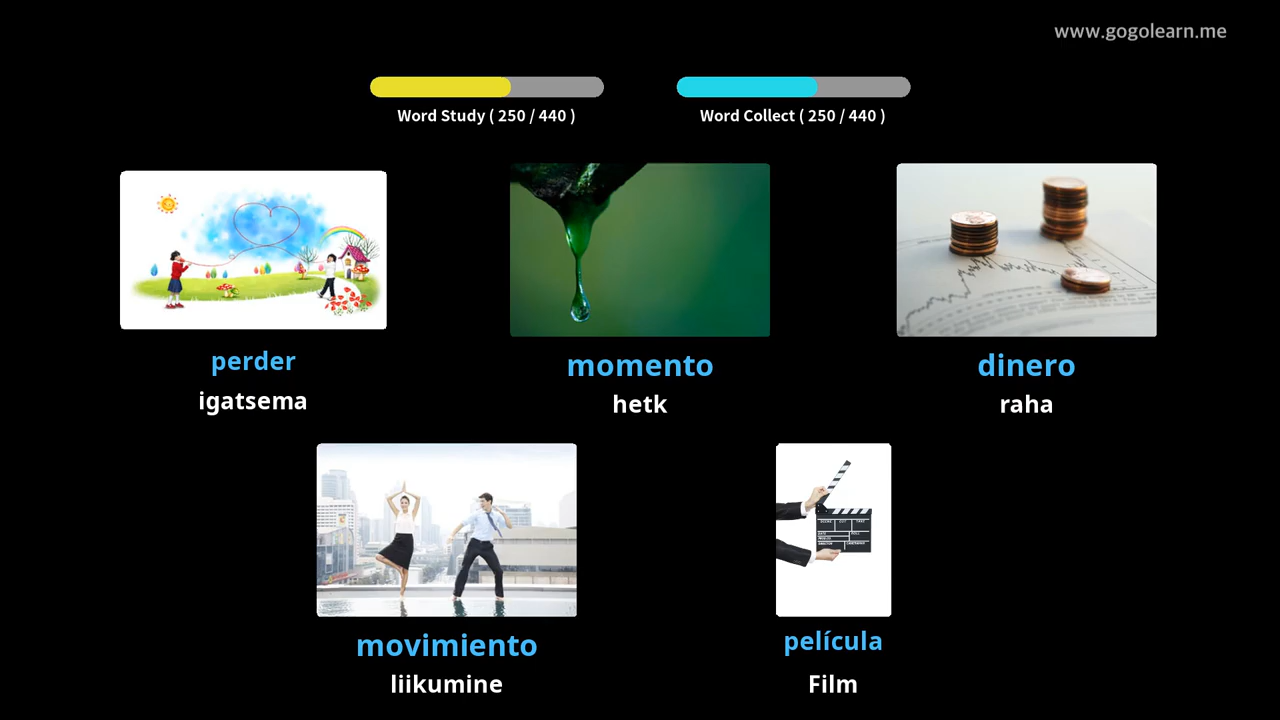 www.gogolearn.me
Word Study ( 250 / 440 )
Word Collect ( 250 / 440 )
perder
igatsema
momento
hetk
dinero
raha
movimiento
liikumine
película
Film